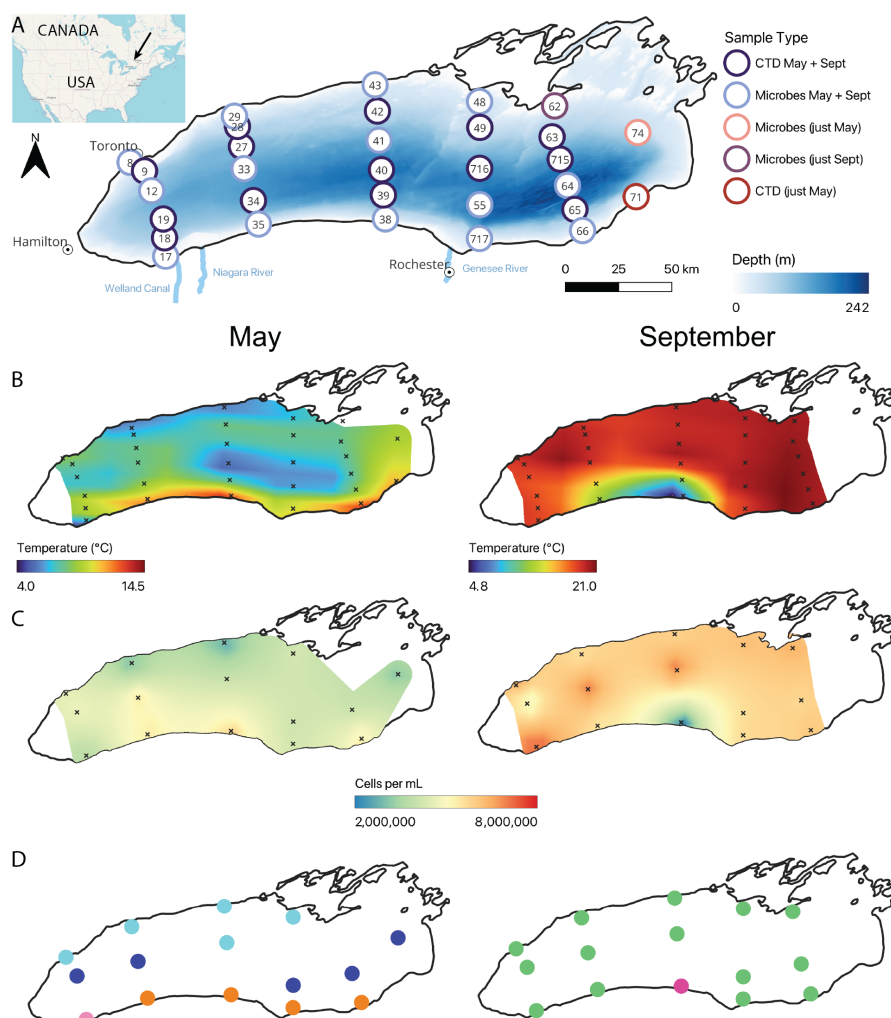 A
CANADA
USA
N
Toronto
Hamilton
Rochester
Welland Canal
Niagara River
Genesee River
8
9
12
19
18
17
29
28
27
33
34
35
43
42
41
40
39
38
48
49
716
55
717
62
63
715
64
65
66
74
71
0 25 50 km
Sample Type
CTD May + Sept
Microbes May + Sept
Microbes (just May)
Microbes (just Sept)
CTD (just May)
Depth (m)
0 242
May
September
B
Temperature (°C)
4.0 14.5
Temperature (°C)
4.8 21.0
C
Cells per mL
2,000,000 8,000,000
D